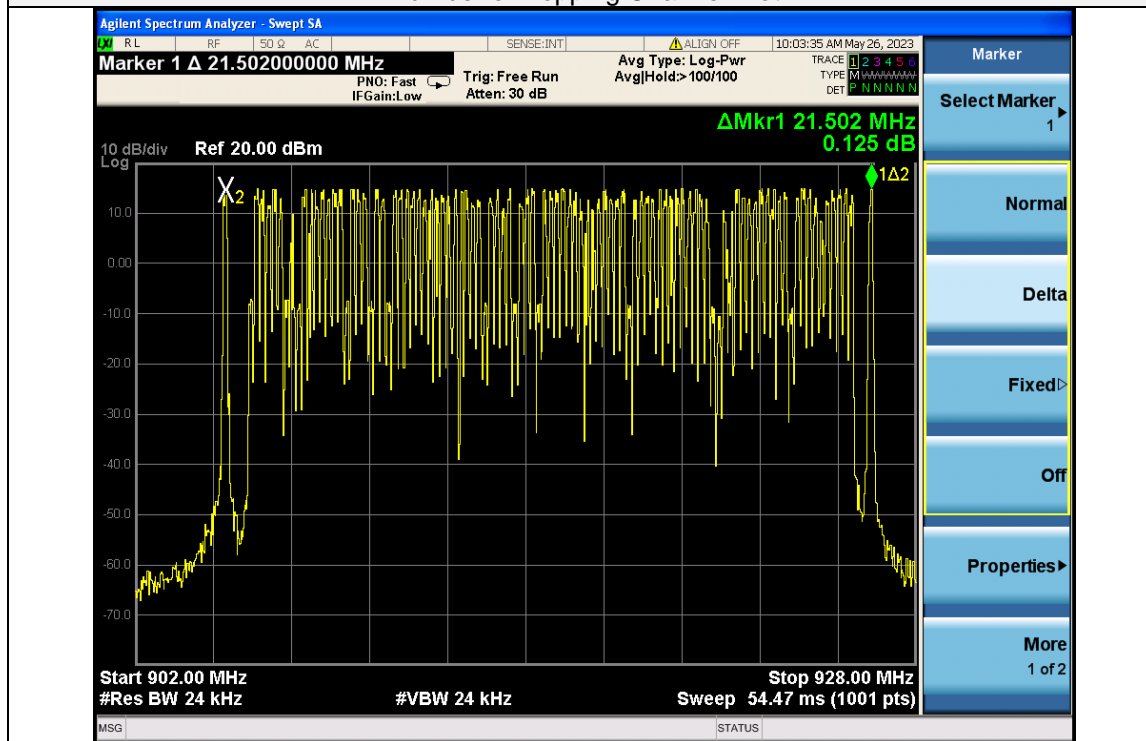 Agilent Spectrum Analyzer - Swept SA
LXI RL RF 50 Ω AC SENSE:INT ALIGN OFF 10:03:35 AM May 26, 2023
Marker 1 Δ 21.502000000 MHz
PNO: Fast
IFGain:Low
Trig: Free Run
Atten: 30 dB
Avg Type: Log-Pwr
Avg|Hold:>100/100
TRACE 1 2 3 4 5 6
TYPE M
DET P N N N N N
ΔMkr1 21.502 MHz
0.125 dB
10 dB/div Ref 20.00 dBm
Log
1Δ2
X2
10.0
0.00
-10.0
-20.0
-30.0
-40.0
-50.0
-60.0
-70.0
Start 902.00 MHz Stop 928.00 MHz
#Res BW 24 kHz #VBW 24 kHz Sweep 54.47 ms (1001 pts)
MSG STATUS
Marker
Select Marker
1
Normal
Delta
Fixed
Off
Properties
More
1 of 2